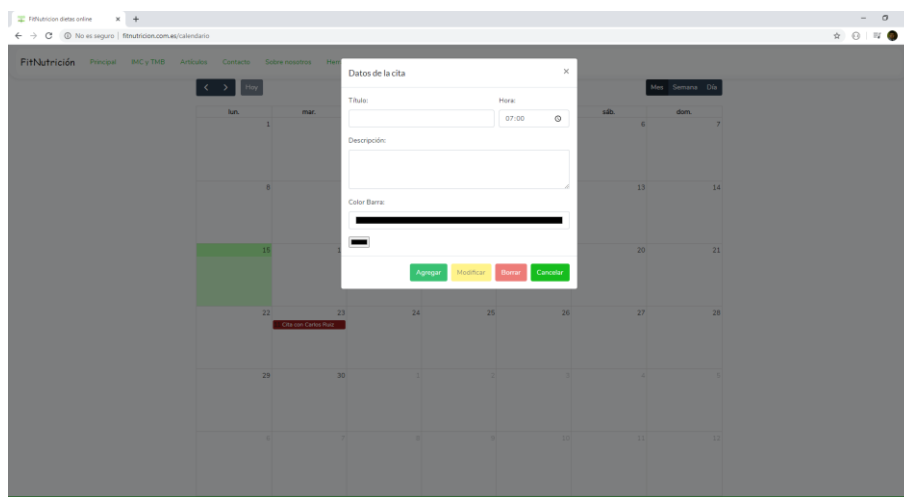 FitNutricion dietas online
No es seguro | fitnutricion.com.es/calendario
FitNutrición Principal IMC y TMB Artículos Contacto Sobre nosotros
Datos de la cita
Hoy
Mes Semana Día
Título: Hora:
07:00
lun. mar. sáb. dom.
1 6 7
Descripción:
8 13 14
Color Barra:
15 20 21
Agregar Modificar Borrar Cancelar
22 23 24 25 26 27 28
Cita con Carlos Ruiz
29 30 1 2 3 4 5
6 7 8 9 10 11 12